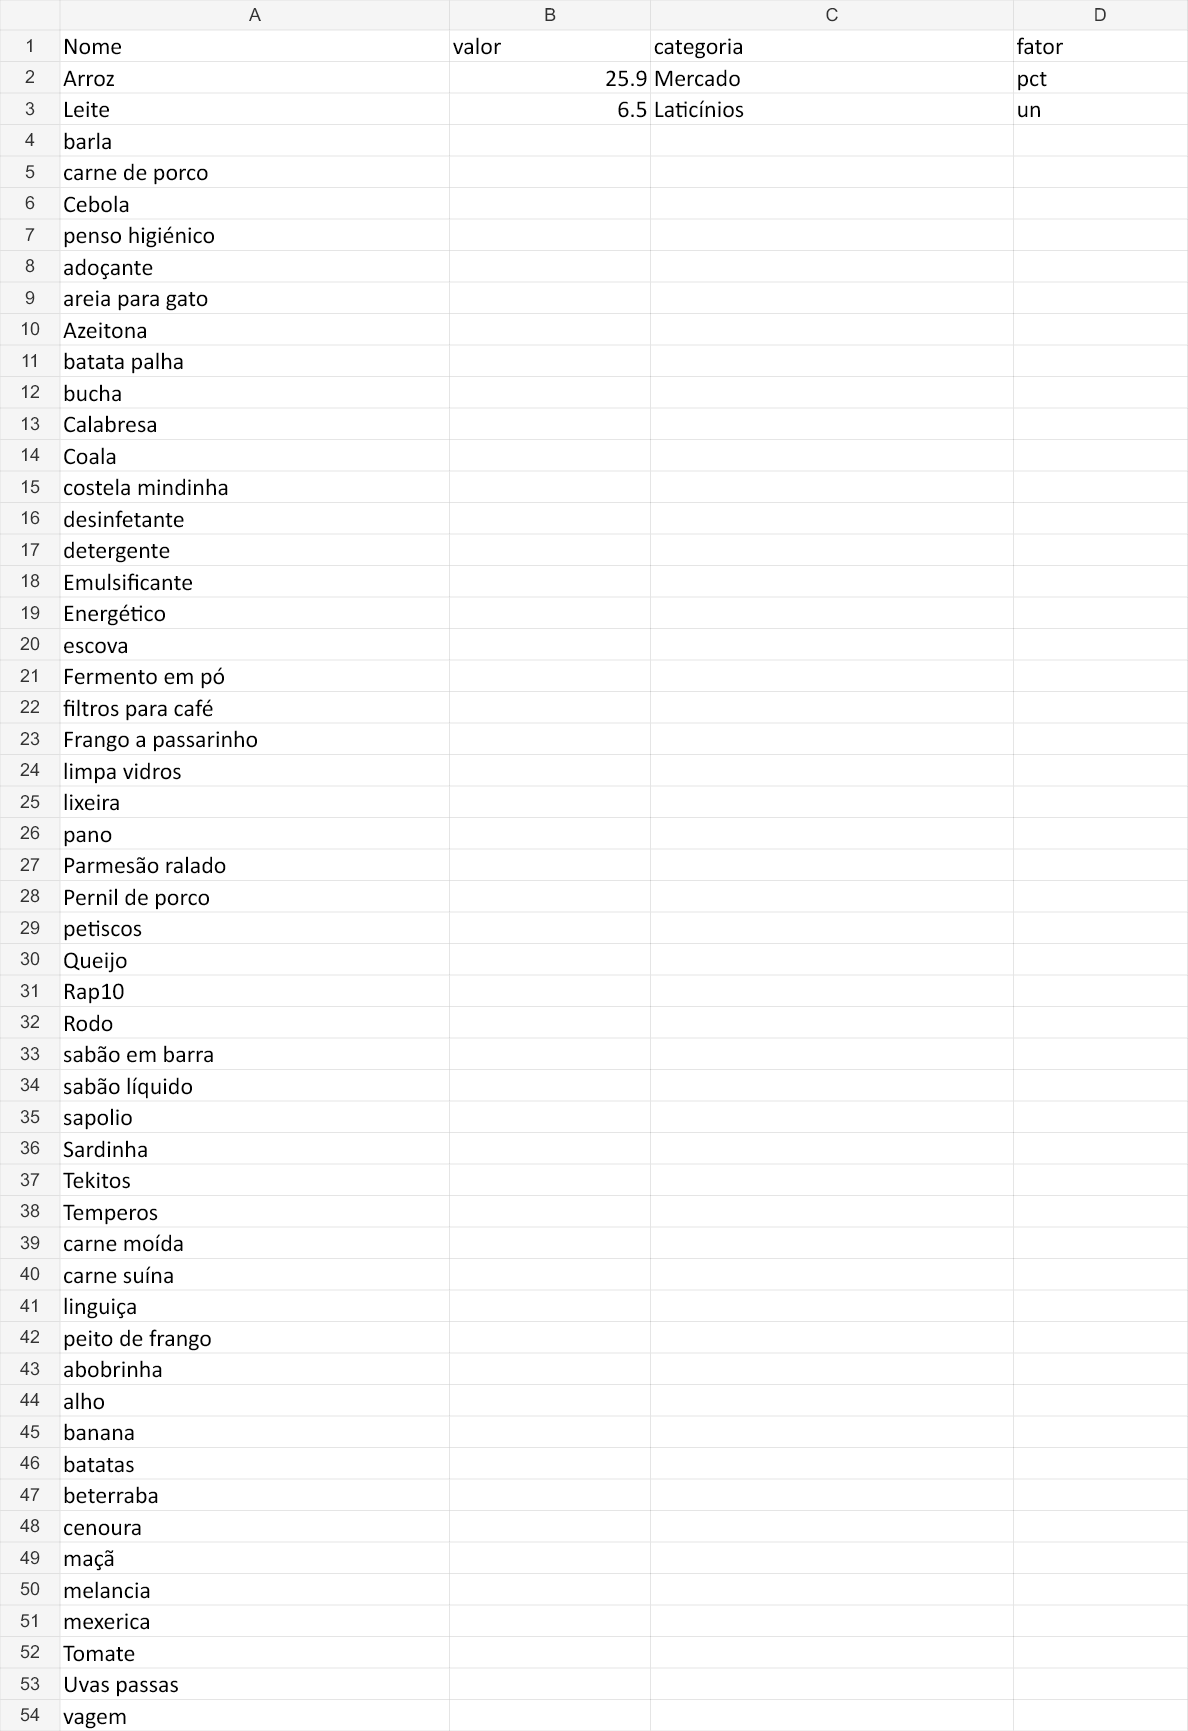 A B C D
1 Nome valor categoria fator
2 Arroz 25.9 Mercado pct
3 Leite 6.5 Laticínios un
4 barla
5 carne de porco
6 Cebola
7 penso higiénico
8 adoçante
9 areia para gato
10 Azeitona
11 batata palha
12 bucha
13 Calabresa
14 Coala
15 costela mindinha
16 desinfetante
17 detergente
18 Emulsificante
19 Energético
20 escova
21 Fermento em pó
22 filtros para café
23 Frango a passarinho
24 limpa vidros
25 lixeira
26 pano
27 Parmesão ralado
28 Pernil de porco
29 petiscos
30 Queijo
31 Rap10
32 Rodo
33 sabão em barra
34 sabão líquido
35 sapolio
36 Sardinha
37 Tekitos
38 Temperos
39 carne moída
40 carne suína
41 linguiça
42 peito de frango
43 abobrinha
44 alho
45 banana
46 batatas
47 beterraba
48 cenoura
49 maçã
50 melancia
51 mexerica
52 Tomate
53 Uvas passas
54 vagem